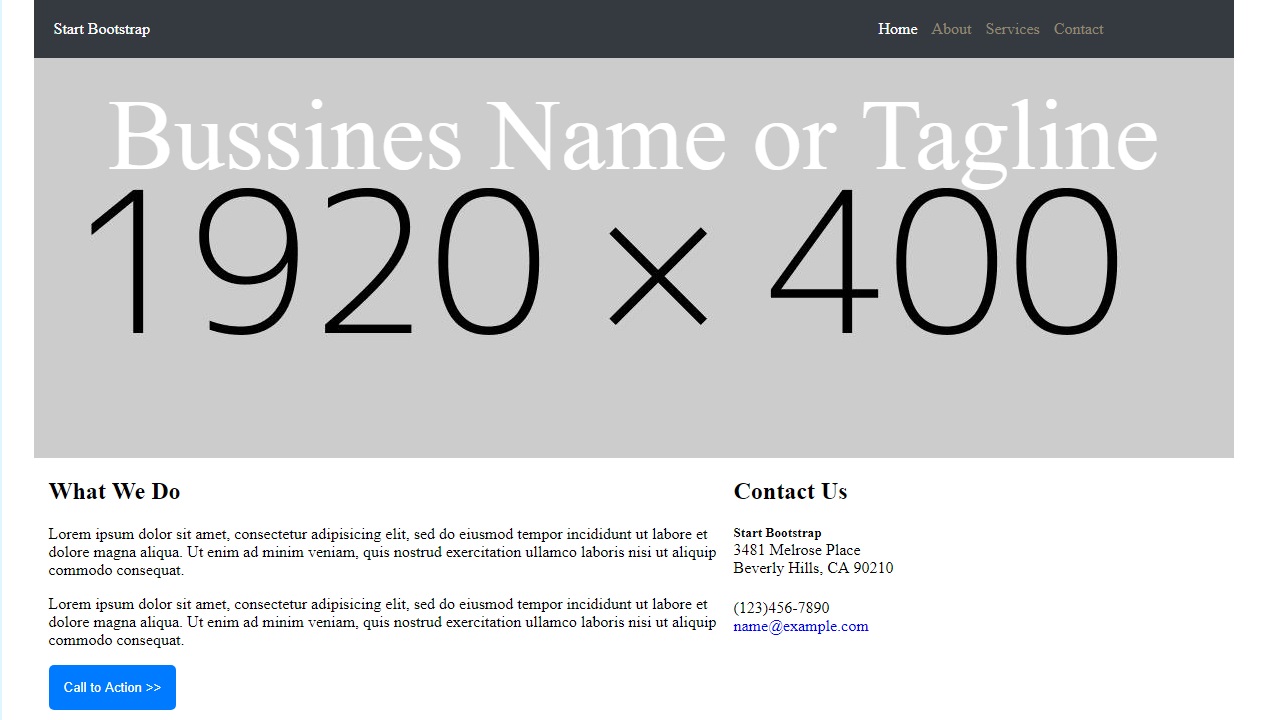 Start Bootstrap
Home About Services Contact
Bussines Name or Tagline
1920 × 400
What We Do
Lorem ipsum dolor sit amet, consectetur adipisicing elit, sed do eiusmod tempor incididunt ut labore et
dolore magna aliqua. Ut enim ad minim veniam, quis nostrud exercitation ullamco laboris nisi ut aliquip
commodo consequat.
Lorem ipsum dolor sit amet, consectetur adipisicing elit, sed do eiusmod tempor incididunt ut labore et
dolore magna aliqua. Ut enim ad minim veniam, quis nostrud exercitation ullamco laboris nisi ut aliquip
commodo consequat.
Call to Action >>
Contact Us
Start Bootstrap
3481 Melrose Place
Beverly Hills, CA 90210
(123)456-7890
name@example.com